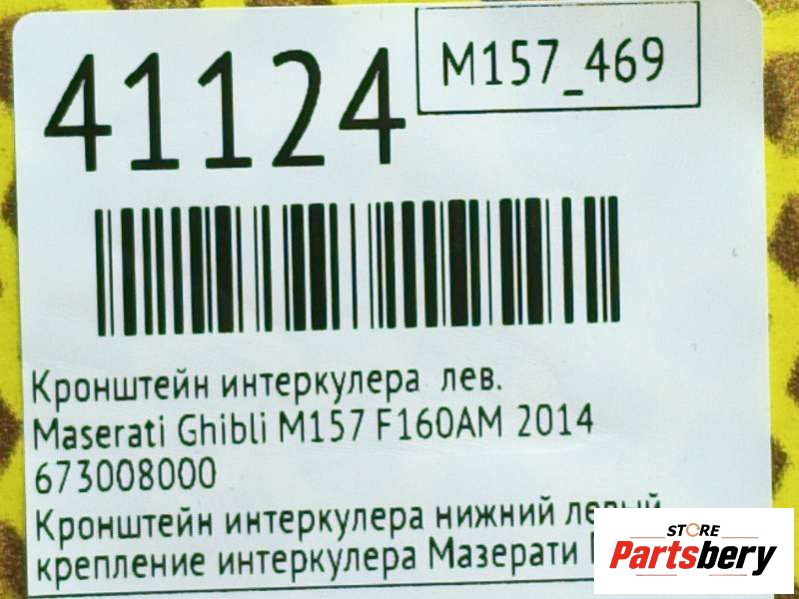 41124
M157_469
Кронштейн интеркулера лев.
Maserati Ghibli M157 F160AM 2014
673008000
Кронштейн интеркулера нижний левый
крепление интеркулера Мазерати
STORE
Partsbery